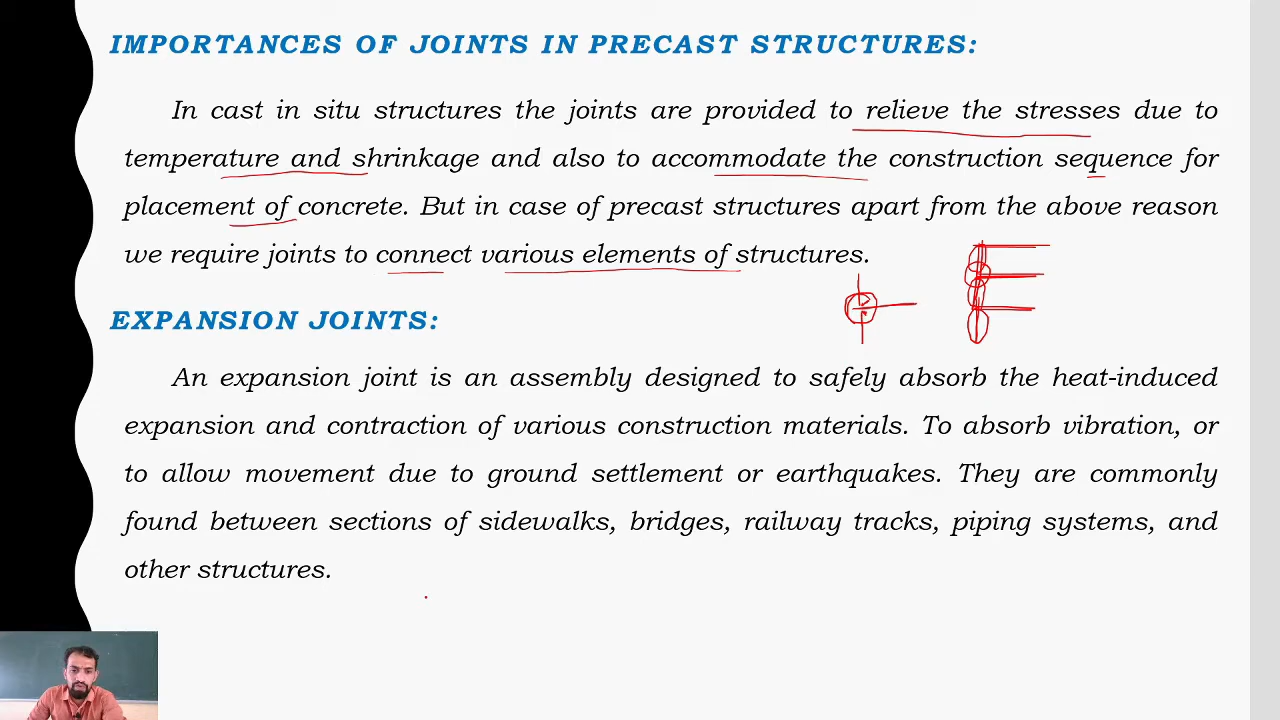 IMPORTANCES OF JOINTS IN PRECAST STRUCTURES:
In cast in situ structures the joints are provided to relieve the stresses due to
temperature and shrinkage and also to accommodate the construction sequence for
placement of concrete. But in case of precast structures apart from the above reason
we require joints to connect various elements of structures.
EXPANSION JOINTS:
An expansion joint is an assembly designed to safely absorb the heat-induced
expansion and contraction of various construction materials. To absorb vibration, or
to allow movement due to ground settlement or earthquakes. They are commonly
found between sections of sidewalks, bridges, railway tracks, piping systems, and
other structures.